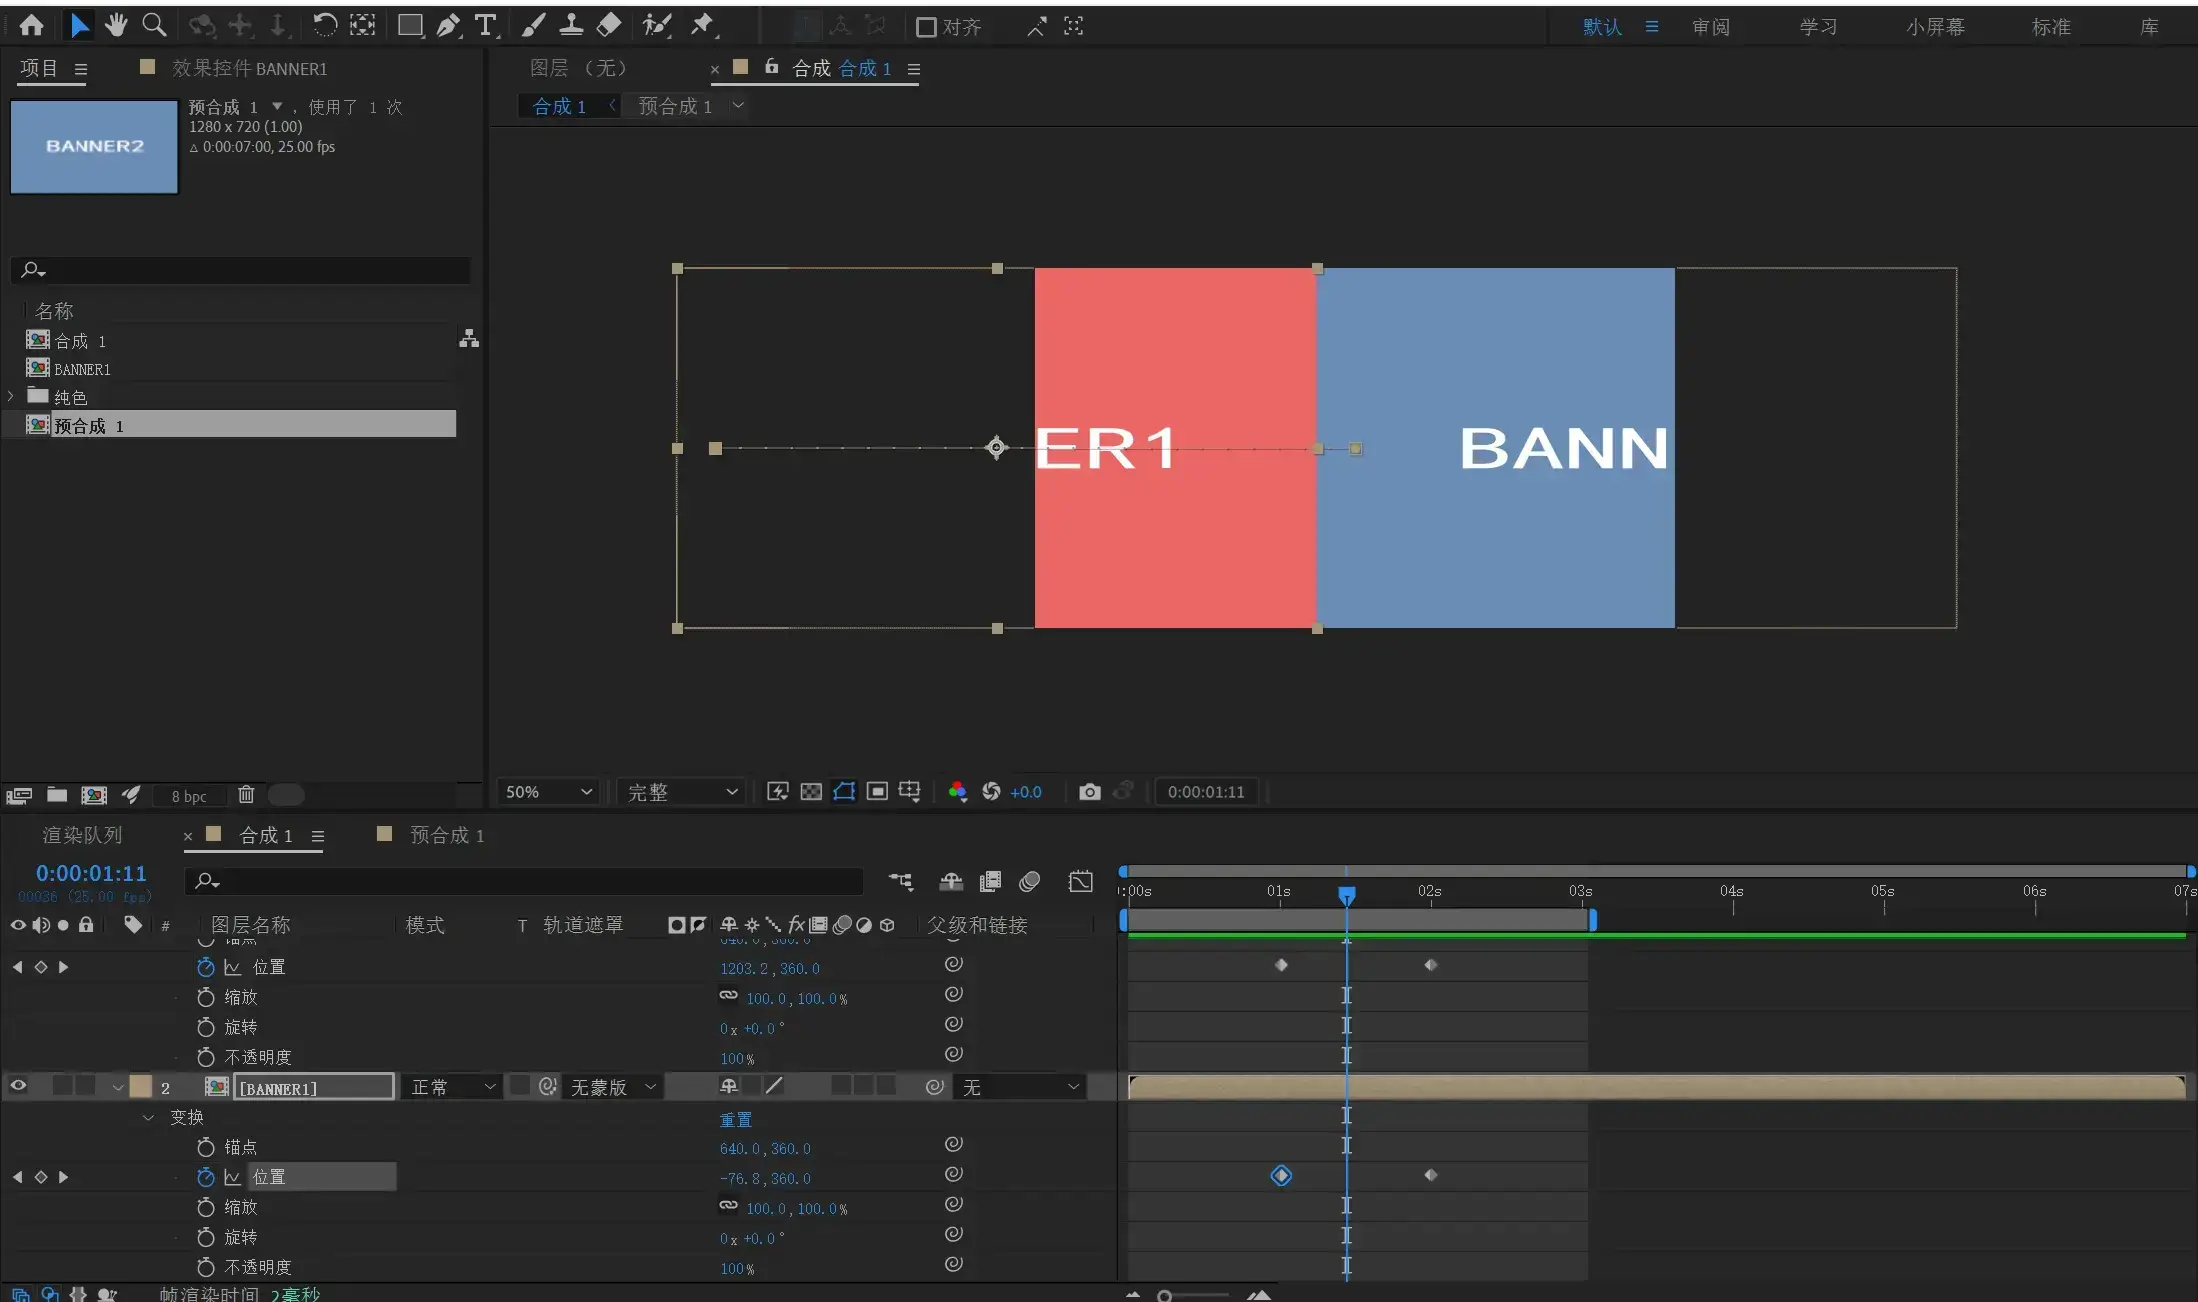 T 对齐 默认 审阅 学习 小屏幕 标准 库
项目 效果控件 BANNER1
图层 （无） × 合成 合成 1
合成 1 预合成 1
预合成 1 ， 使用了 1 次
1280 x 720 (1.00)
△ 0:00:07:00, 25.00 fps
BANNER2
名称
合成 1
BANNER1
纯色
预合成 1
ER1 BANN
8 bpc
50% 完整 +0.0 0:00:01:11
渲染队列 × 合成 1 预合成 1
0:00:01:11
00036 (25.00 fps)
:00s 01s 02s 03s 04s 05s 06s 07s
# 图层名称 模式 T 轨道遮罩 fx 父级和链接
锚点 640.0,360.0
位置 1203.2,360.0
缩放 100.0,100.0%
旋转 0x+0.0°
不透明度 100%
2 [BANNER1] 正常 无蒙版 无
变换 重置
锚点 640.0,360.0
位置 -76.8,360.0
缩放 100.0,100.0%
旋转 0x+0.0°
不透明度 100%
帧渲染时间 2毫秒